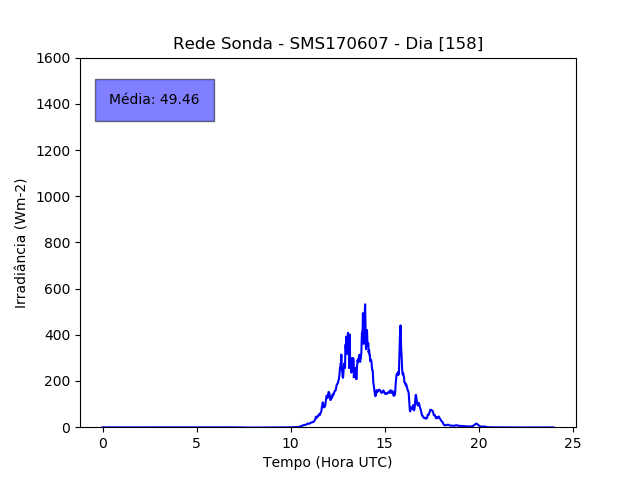 Rede Sonda - SMS170607 - Dia [158]
1600
1400
1200
1000
800
600
400
200
0
Média: 49.46
Irradiância (Wm-2)
0 5 10 15 20 25
Tempo (Hora UTC)